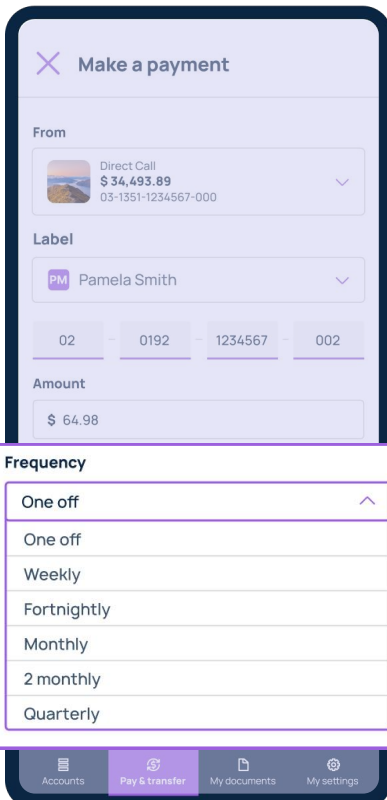 Make a payment
From
Direct Call
$ 34,493.89
03-1351-1234567-000
Label
PM Pamela Smith
02 – 0192 – 1234567 – 002
Amount
$ 64.98
Frequency
One off
One off
Weekly
Fortnightly
Monthly
2 monthly
Quarterly
Accounts Pay & transfer My documents My settings